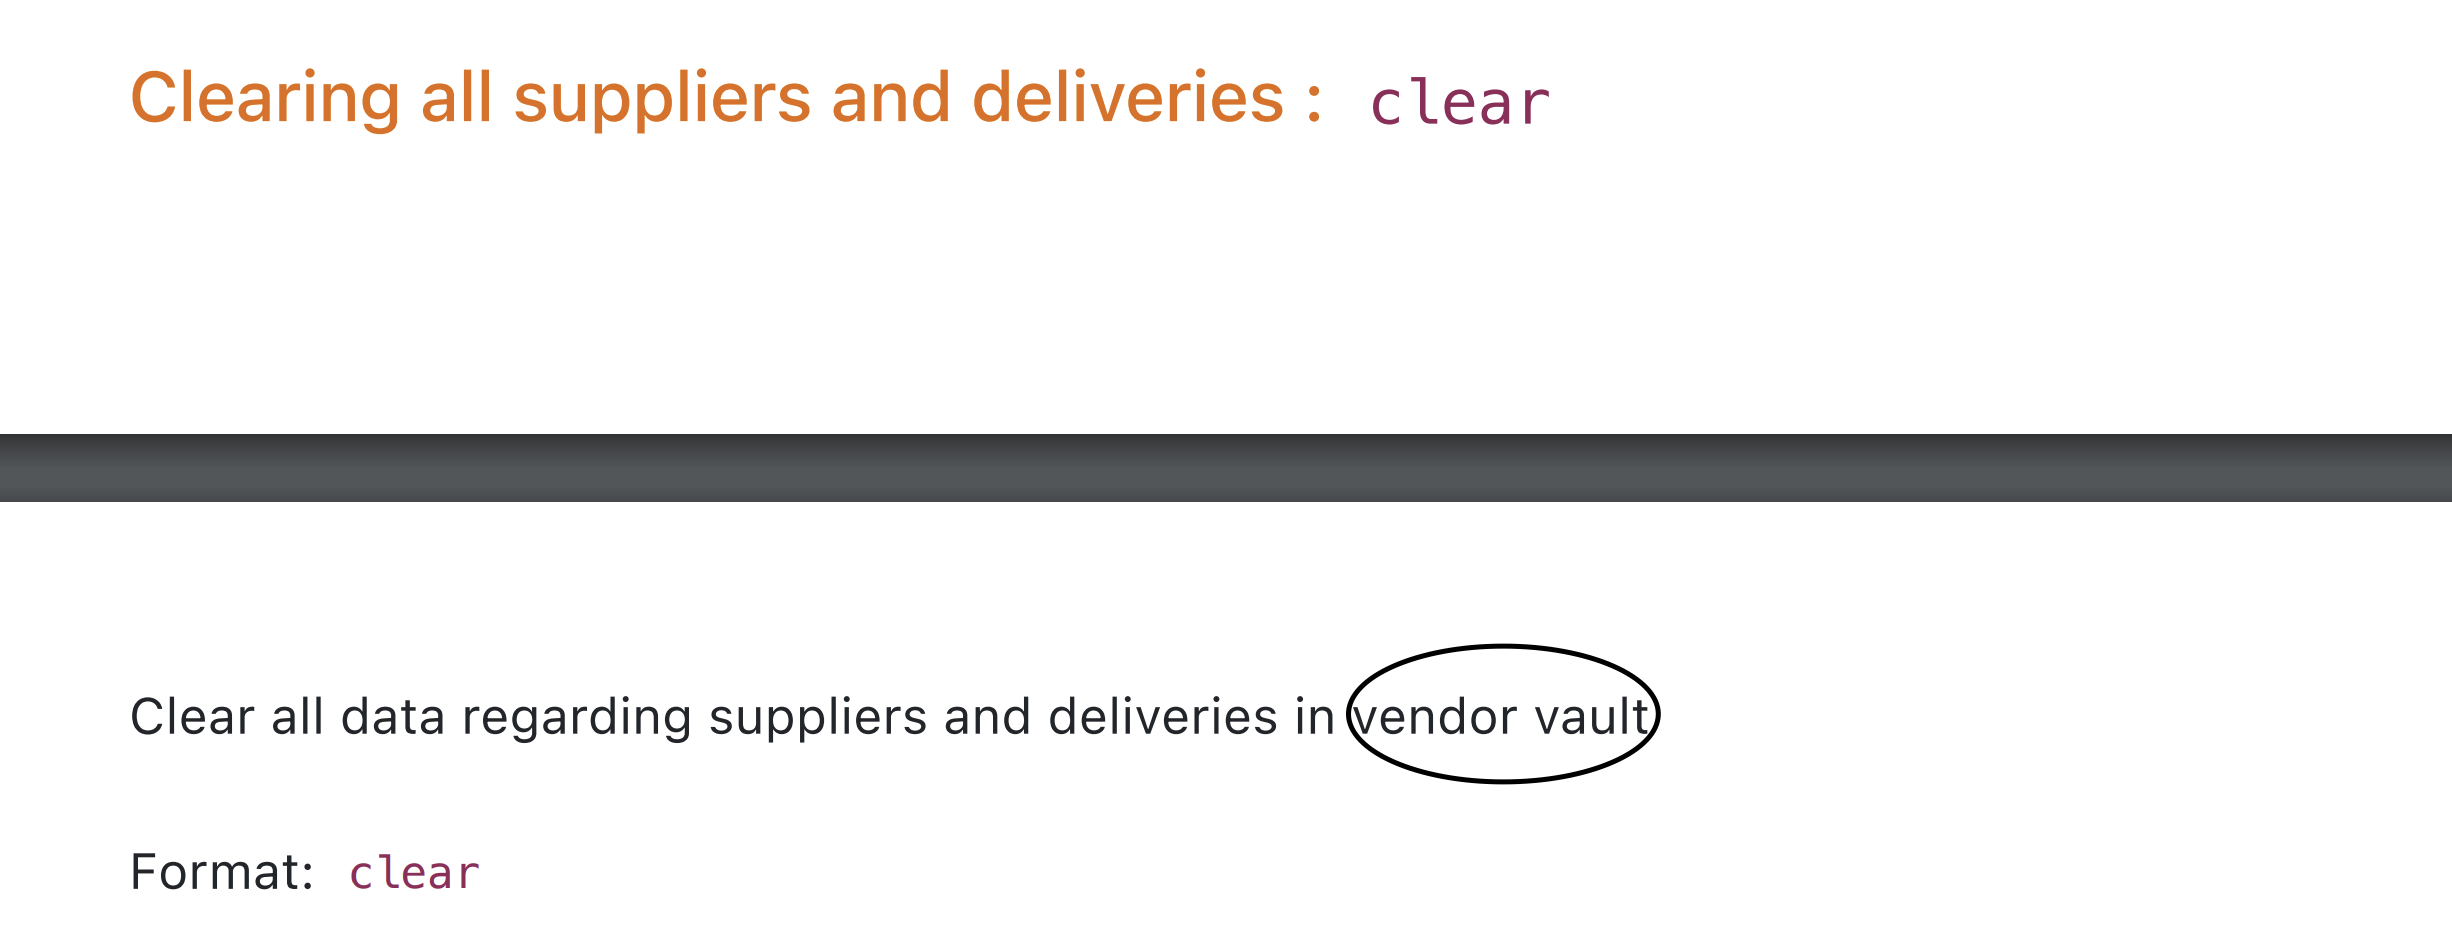 Clearing all suppliers and deliveries : clear
Clear all data regarding suppliers and deliveries in vendor vault
Format: clear